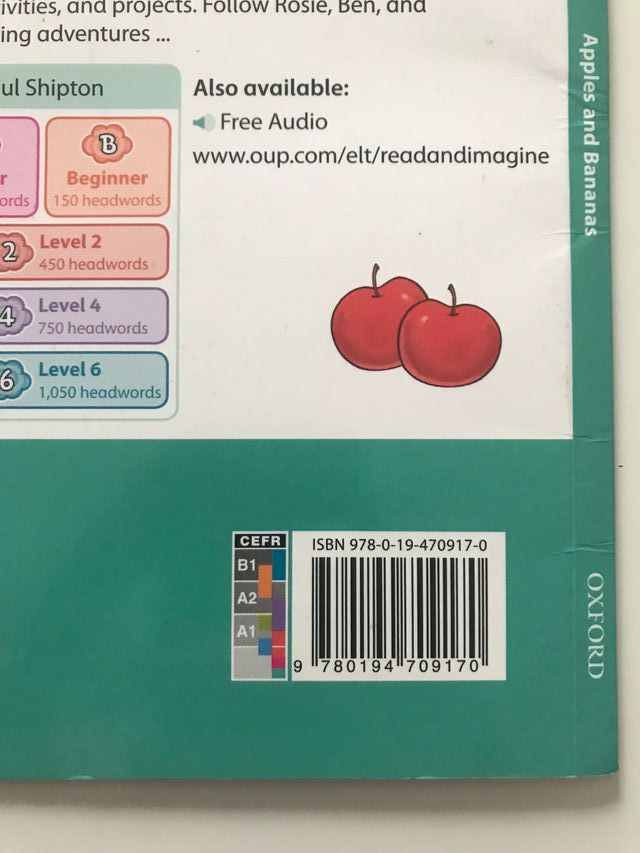 ivities, and projects. Follow Rosie, Ben, and
ing adventures ...
ul Shipton
r
ords
B
Beginner
150 headwords
2
Level 2
450 headwords
4
Level 4
750 headwords
6
Level 6
1,050 headwords
Also available:
Free Audio
www.oup.com/elt/readandimagine
CEFR
B1
A2
A1
ISBN 978-0-19-470917-0
9 780194 709170
Apples and Bananas
OXFORD